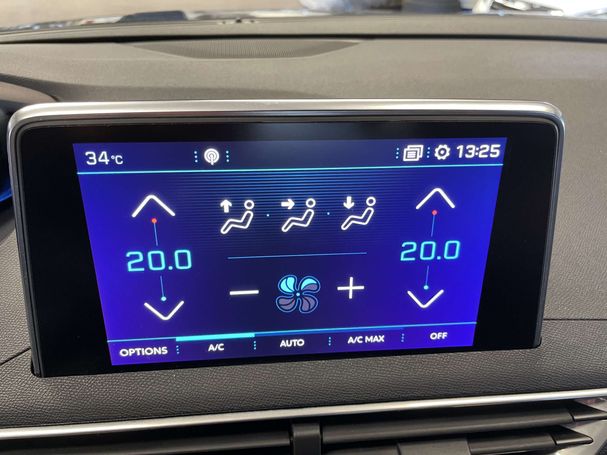 34°C 13:25
20.0 20.0
− +
OPTIONS A/C AUTO A/C MAX OFF